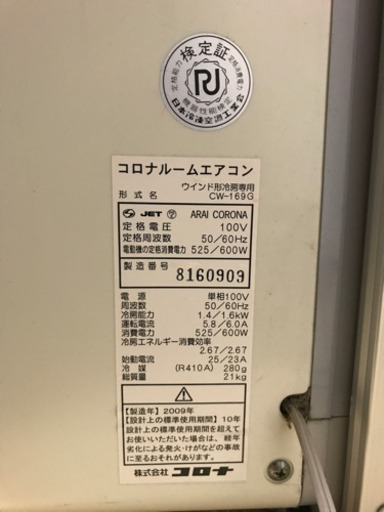 検定証
定格能力
定格消費電力
機器性能検定
日本冷凍空調工業会
コロナルームエアコン
ウインド形冷房専用
形式名 CW-169G
JET ARAI CORONA
定格電圧 100V
定格周波数 50/60Hz
電動機の定格消費電力 525/600W
製造番号 8160909
電源 単相100V
周波数 50/60Hz
冷房能力 1.4/1.6kW
運転電流 5.8/6.0A
消費電力 525/600W
冷房エネルギー消費効率
2.67/2.67
始動電流 25/23A
冷媒 (R410A) 280g
総質量 21kg
【製造年】2009年
【設計上の標準使用期間】10年
設計上の標準使用期間を超えて
お使いいただいた場合は、経年
劣化による発火・けが等の事故
に至るおそれがあります。
株式会社 コロナ